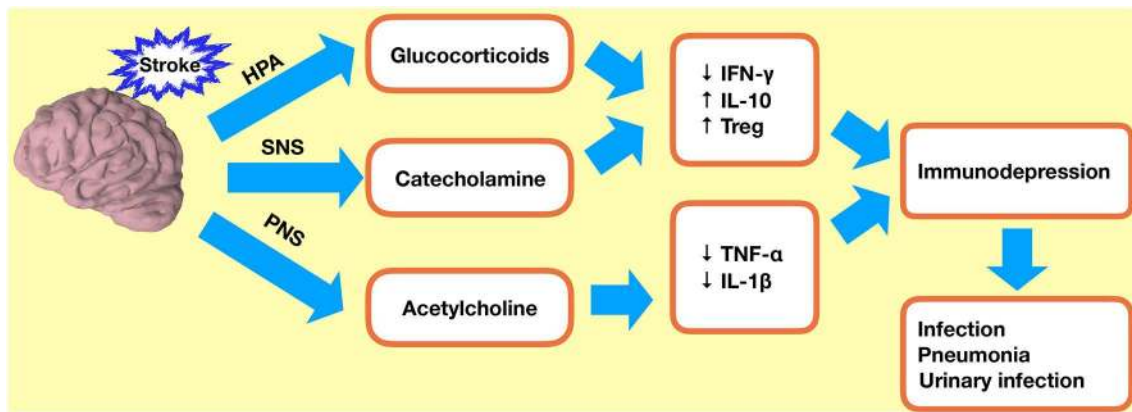 Stroke
HPA
SNS
PNS
Glucocorticoids
Catecholamine
Acetylcholine
↓ IFN-γ
↑ IL-10
↑ Treg
↓ TNF-α
↓ IL-1β
Immunodepression
Infection
Pneumonia
Urinary infection